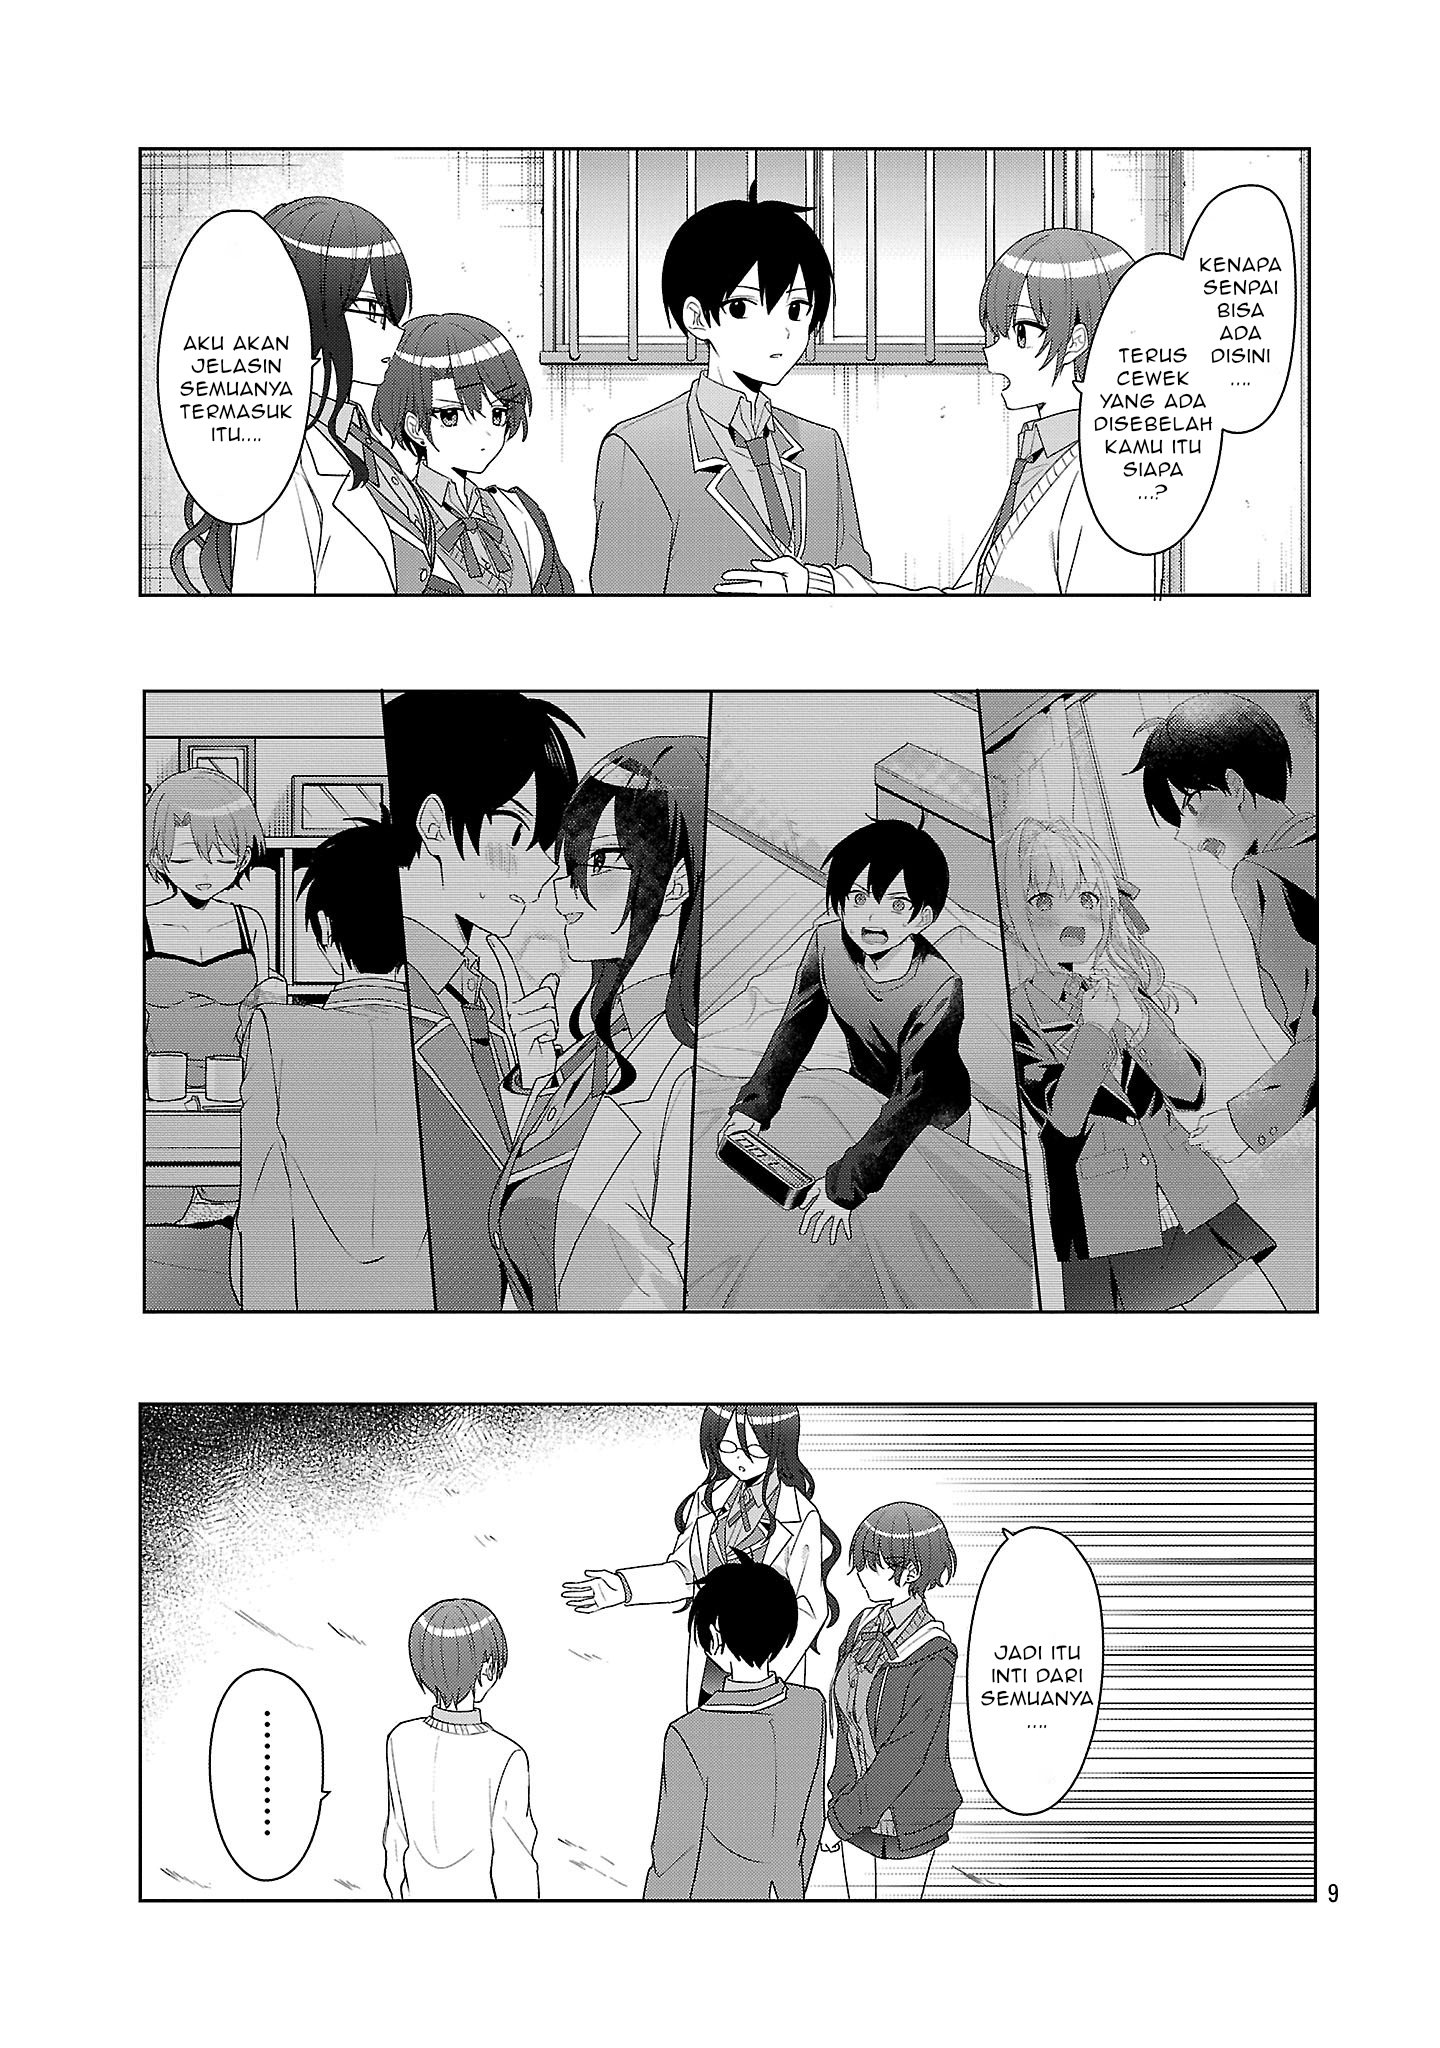 KENAPA
SENPAI
BISA
ADA
DISINI
....
TERUS
CEWEK
YANG ADA
DISEBELAH
KAMU ITU
SIAPA
...?
AKU AKAN
JELASIN
SEMUANYA
TERMASUK
ITU....
JADI ITU
INTI DARI
SEMUANYA
....
..........
9